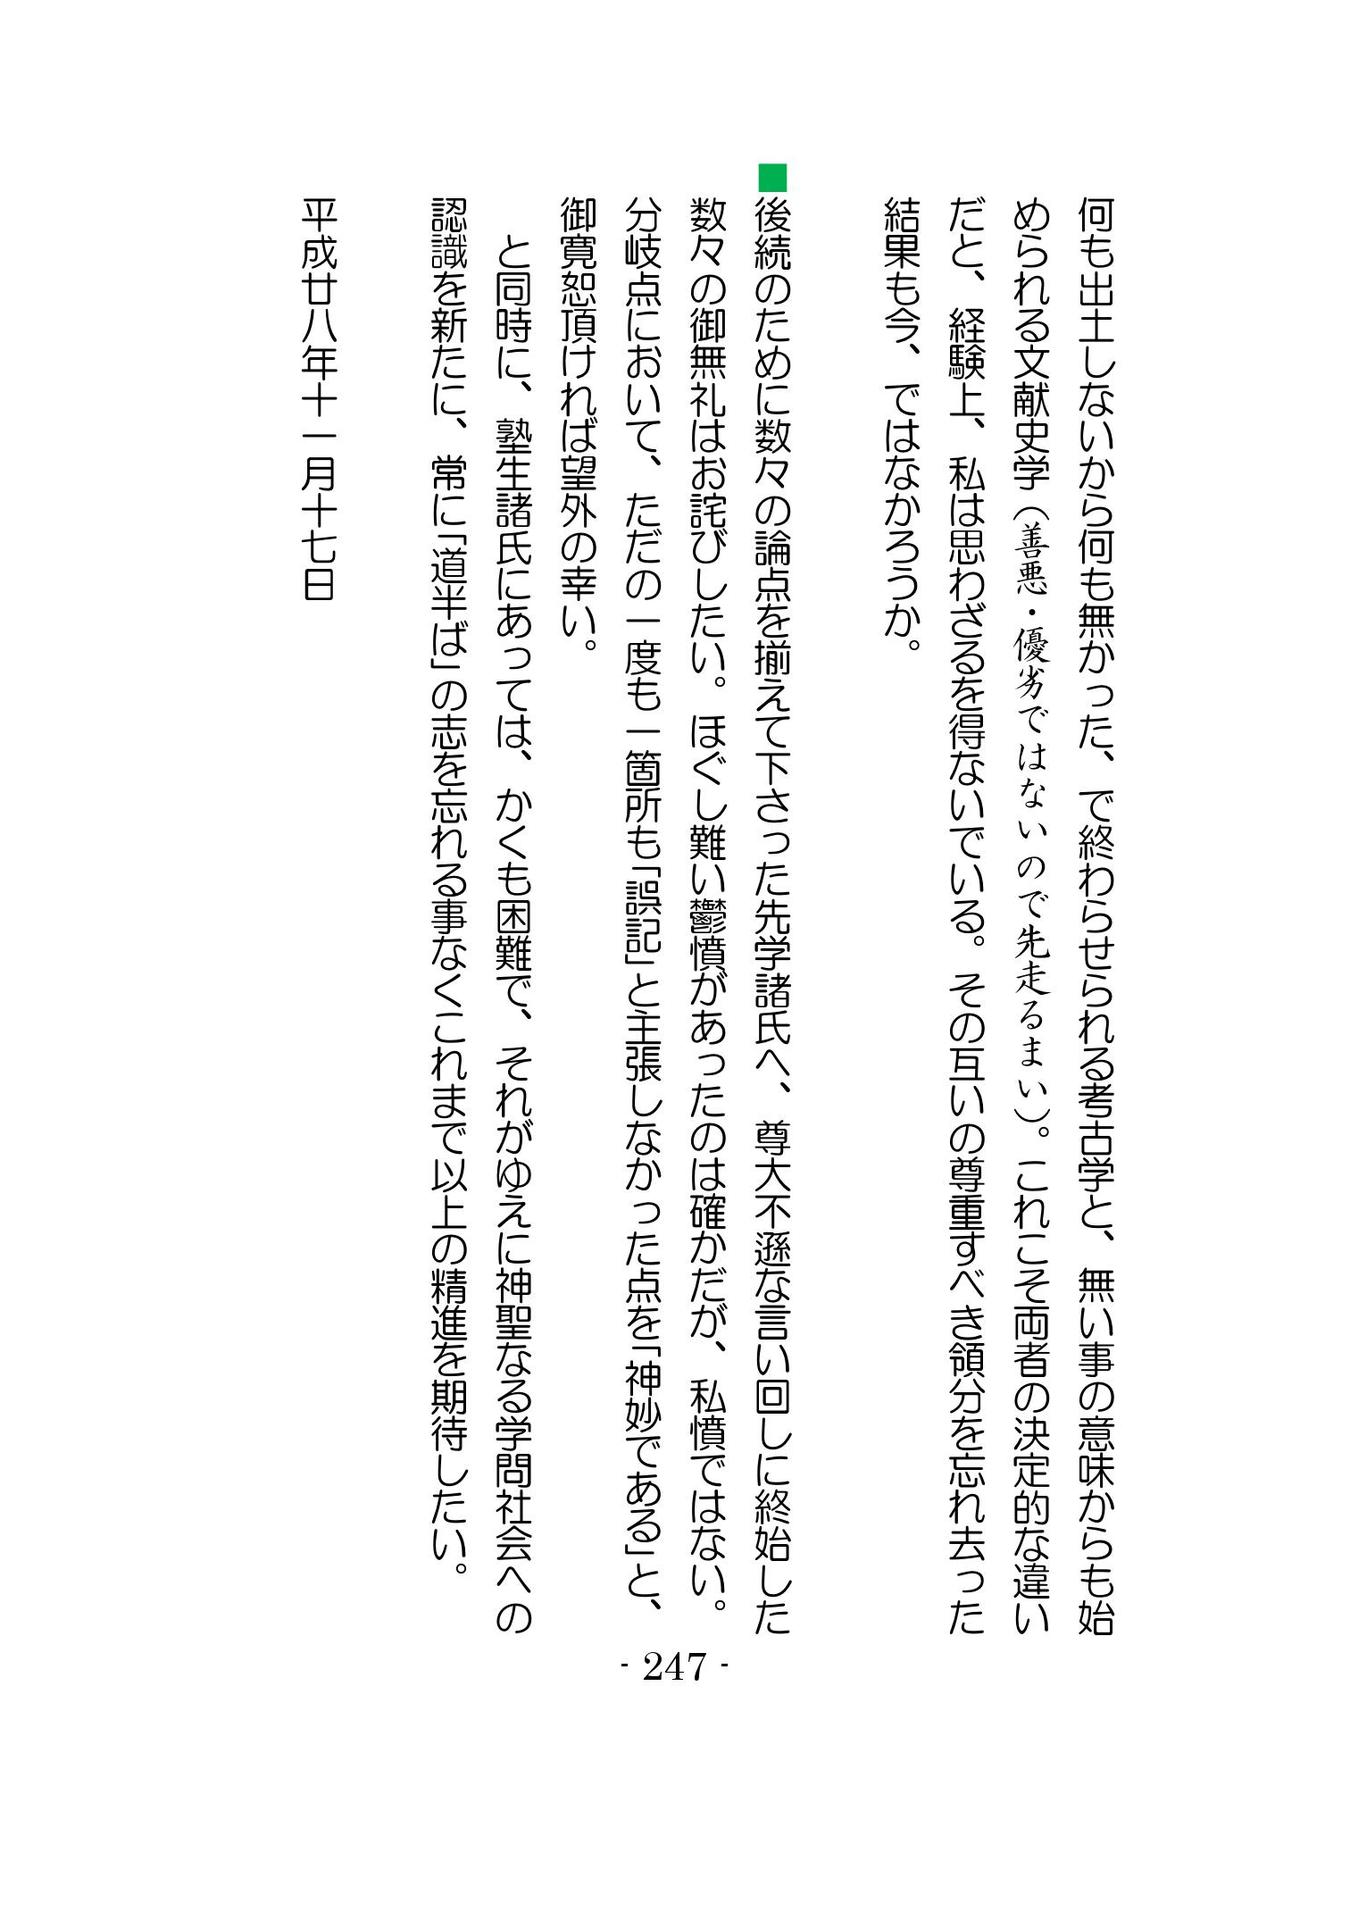 何も出土しないから何も無かった、で終わらせられる考古学と、無い事の意味からも始
められる文献史学（善悪・優劣ではないので先走るまい）。これこそ両者の決定的な違い
だと、経験上、私は思わざるを得ないでいる。その互いの尊重すべき領分を忘れ去った
結果も今、ではなかろうか。
■後続のために数々の論点を揃えて下さった先学諸氏へ、尊大不遜な言い回しに終始した
数々の御無礼はお詫びしたい。ほぐし難い鬱憤があったのは確かだが、私憤ではない。
分岐点において、ただの一度も一箇所も「誤記」と主張しなかった点を「神妙である」と、
御寛恕頂ければ望外の幸い。
と同時に、塾生諸氏にあっては、かくも困難で、それがゆえに神聖なる学問社会への
認識を新たに、常に「道半ば」の志を忘れる事なくこれまで以上の精進を期待したい。
平成廿八年十一月十七日
- 247 -